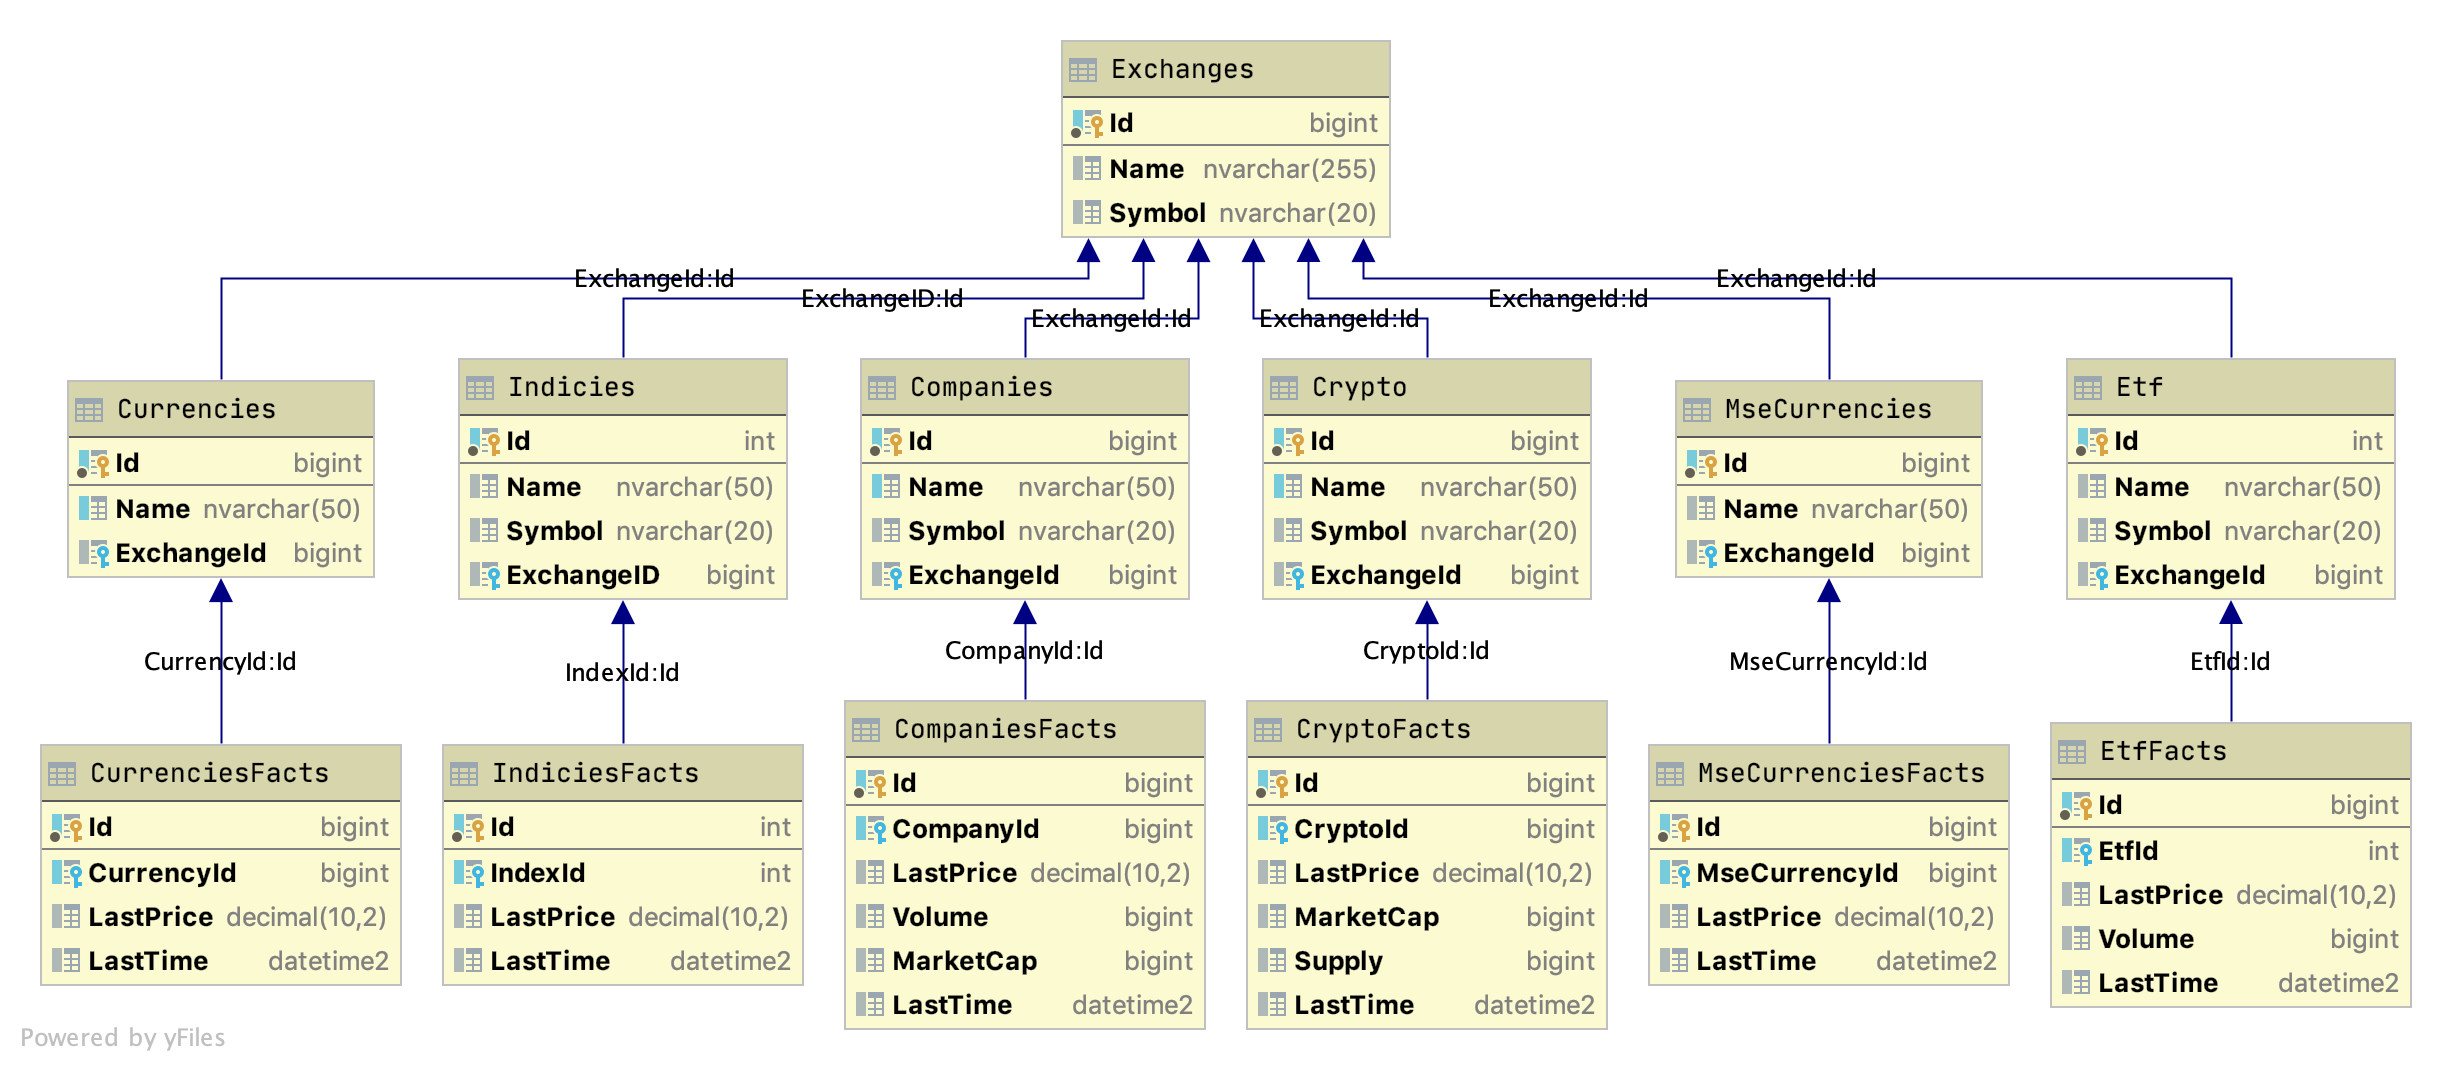 Exchanges
Id bigint
Name nvarchar(255)
Symbol nvarchar(20)
ExchangeId:Id
ExchangeID:Id
ExchangeId:Id
ExchangeId:Id
ExchangeId:Id
ExchangeId:Id
Currencies
Id bigint
Name nvarchar(50)
ExchangeId bigint
Indicies
Id int
Name nvarchar(50)
Symbol nvarchar(20)
ExchangeID bigint
Companies
Id bigint
Name nvarchar(50)
Symbol nvarchar(20)
ExchangeId bigint
Crypto
Id bigint
Name nvarchar(50)
Symbol nvarchar(20)
ExchangeId bigint
MseCurrencies
Id bigint
Name nvarchar(50)
ExchangeId bigint
Etf
Id int
Name nvarchar(50)
Symbol nvarchar(20)
ExchangeId bigint
CurrencyId:Id
IndexId:Id
CompanyId:Id
CryptoId:Id
MseCurrencyId:Id
EtfId:Id
CurrenciesFacts
Id bigint
CurrencyId bigint
LastPrice decimal(10,2)
LastTime datetime2
IndiciesFacts
Id int
IndexId int
LastPrice decimal(10,2)
LastTime datetime2
CompaniesFacts
Id bigint
CompanyId bigint
LastPrice decimal(10,2)
Volume bigint
MarketCap bigint
LastTime datetime2
CryptoFacts
Id bigint
CryptoId bigint
LastPrice decimal(10,2)
MarketCap bigint
Supply bigint
LastTime datetime2
MseCurrenciesFacts
Id bigint
MseCurrencyId bigint
LastPrice decimal(10,2)
LastTime datetime2
EtfFacts
Id bigint
EtfId int
LastPrice decimal(10,2)
Volume bigint
LastTime datetime2
Powered by yFiles